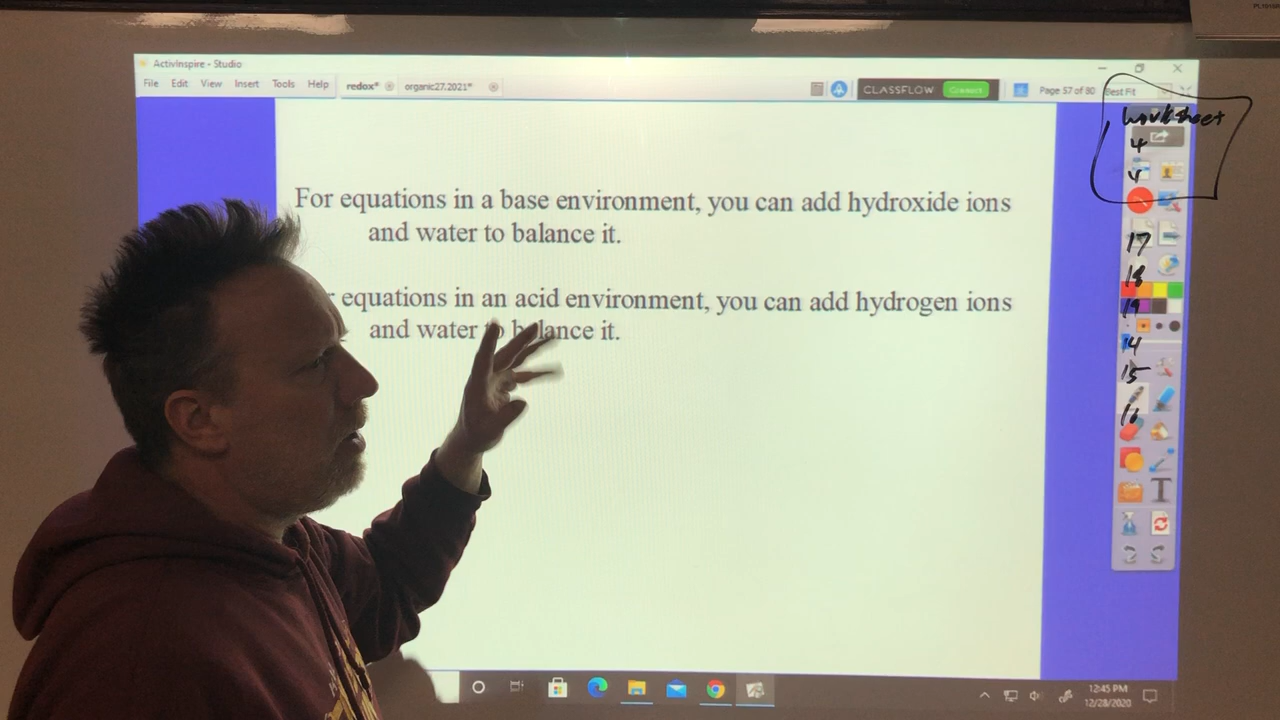 PL1010
ActivInspire - Studio
File Edit View Insert Tools Help redox* organic27.2021* CLASSFLOW Connect Page 57 of 80 Best Fit
worksheet
4
For equations in a base environment, you can add hydroxide ions
and water to balance it.
equations in an acid environment, you can add hydrogen ions
and water to balance it.
17
18
19
14
15
16
T
12:45 PM
12/28/2020